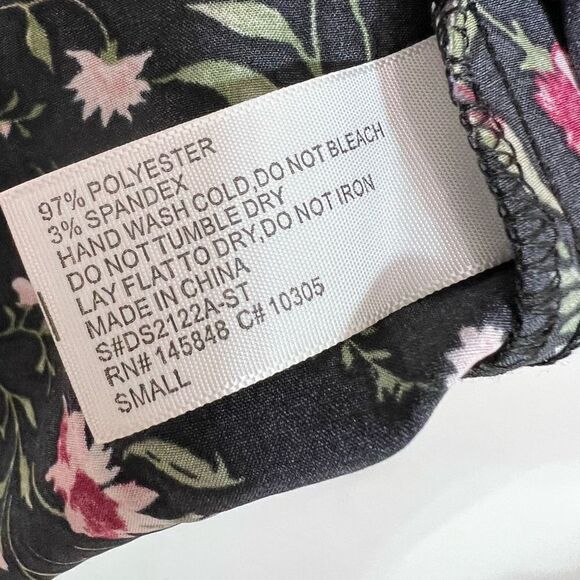 97% POLYESTER
3% SPANDEX
HAND WASH COLD,DO NOT BLEACH
DO NOT TUMBLE DRY
LAY FLAT TO DRY,DO NOT IRON
MADE IN CHINA
S#DS2122A-ST
RN# 145848 C# 10305
SMALL